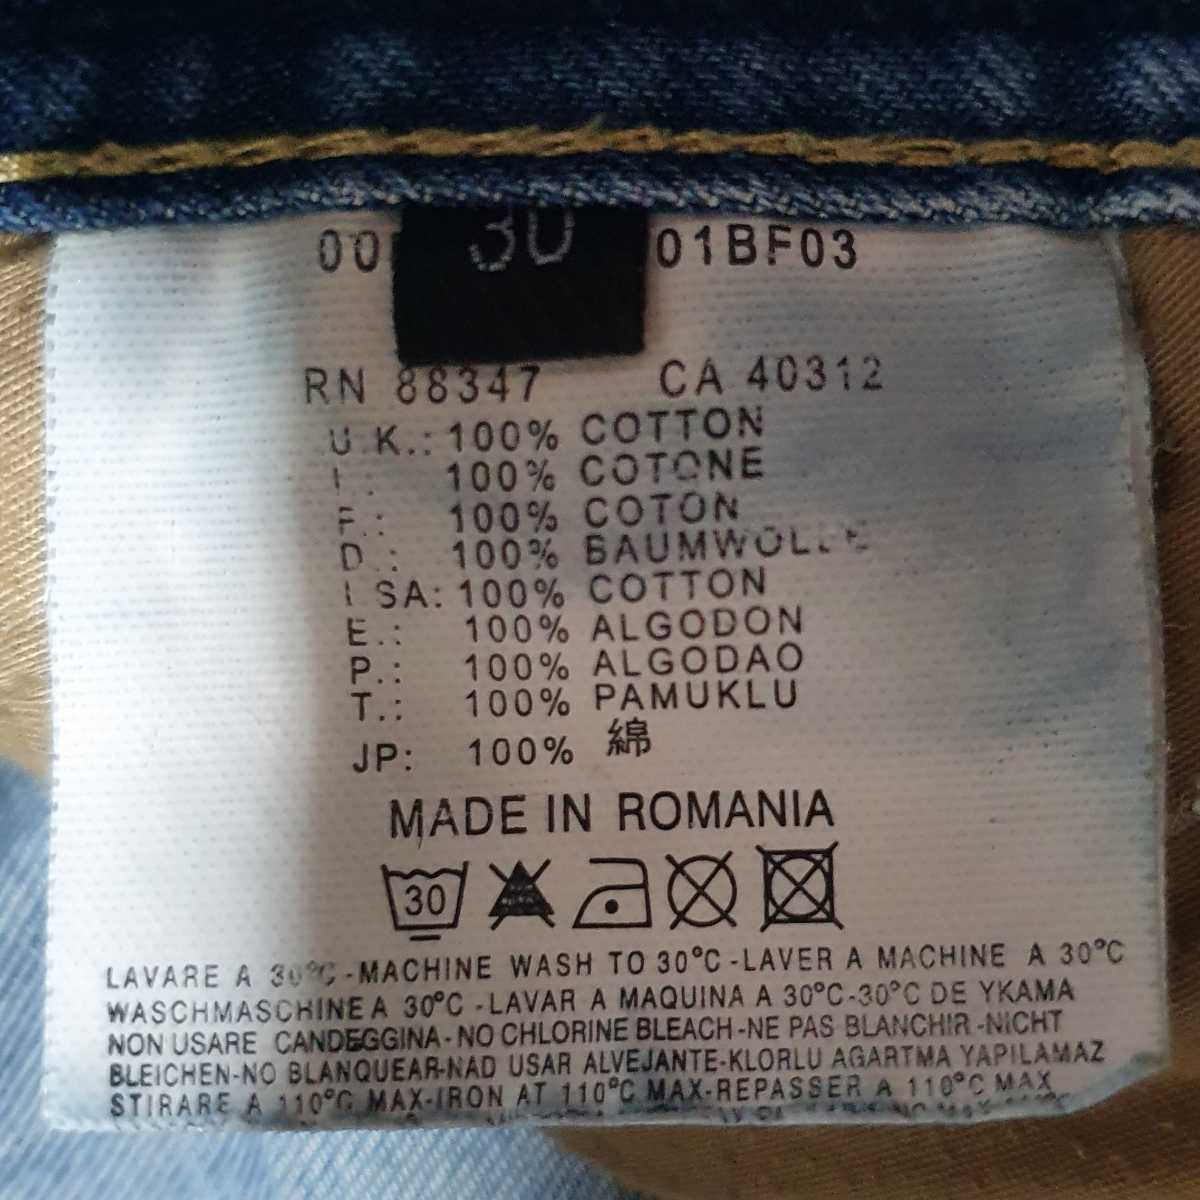 00 30 01BF03
RN 88347 CA 40312
U.K.: 100% COTTON
I.: 100% COTONE
F.: 100% COTON
D.: 100% BAUMWOLLE
USA: 100% COTTON
E.: 100% ALGODON
P.: 100% ALGODAO
T.: 100% PAMUKLU
JP: 100% 綿
MADE IN ROMANIA
30
LAVARE A 30°C -MACHINE WASH TO 30°C -LAVER A MACHINE A 30°C
WASCHMASCHINE A 30°C -LAVAR A MAQUINA A 30°C-30°C DE YKAMA
NON USARE CANDEGGINA- NO CHLORINE BLEACH -NE PAS BLANCHIR -NICHT
BLEICHEN-NO BLANQUEAR-NAD USAR ALVEJANTE-KLORLU AGARTMA YAPILAMAZ
STIRARE A 110°C MAX-IRON AT 110°C MAX-REPASSER A 110°C MAX